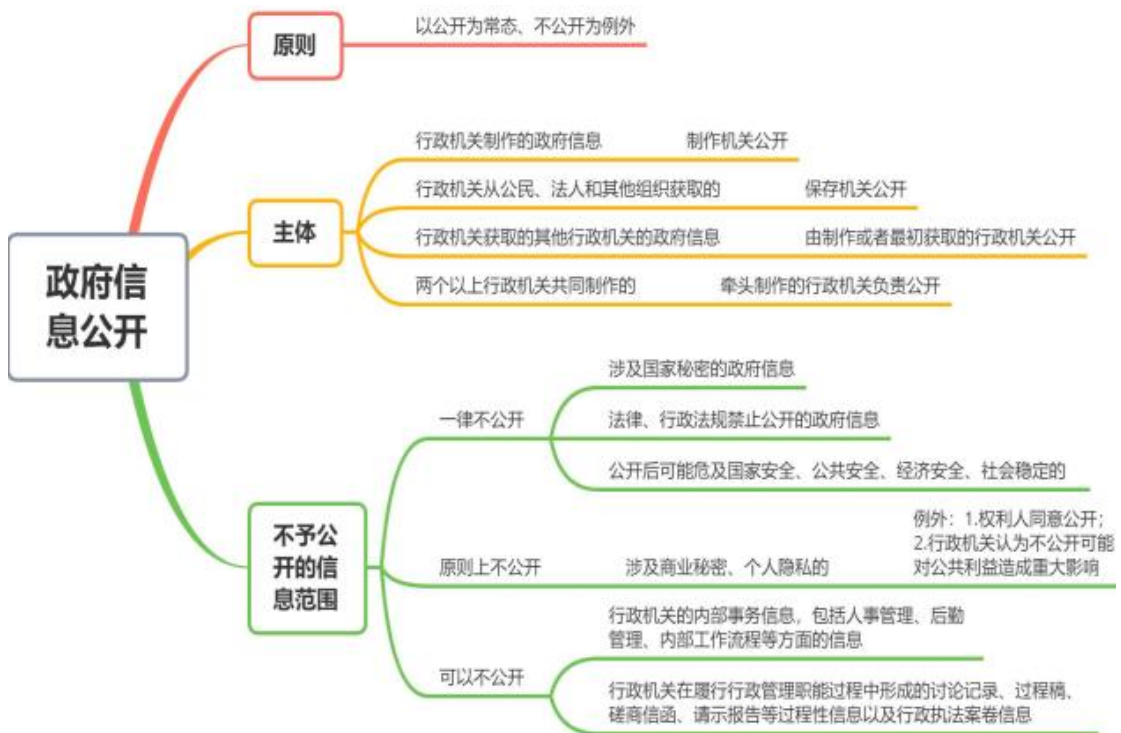 政府信
息公开
原则
以公开为常态、不公开为例外
主体
行政机关制作的政府信息 制作机关公开
行政机关从公民、法人和其他组织获取的 保存机关公开
行政机关获取的其他行政机关的政府信息 由制作或者最初获取的行政机关公开
两个以上行政机关共同制作的 牵头制作的行政机关负责公开
不予公
开的信
息范围
一律不公开
涉及国家秘密的政府信息
法律、行政法规禁止公开的政府信息
公开后可能危及国家安全、公共安全、经济安全、社会稳定的
原则上不公开
涉及商业秘密、个人隐私的
例外：1.权利人同意公开；
2.行政机关认为不公开可能
对公共利益造成重大影响
可以不公开
行政机关的内部事务信息，包括人事管理、后勤
管理、内部工作流程等方面的信息
行政机关在履行行政管理职能过程中形成的讨论记录、过程稿、
磋商信函、请示报告等过程性信息以及行政执法案卷信息